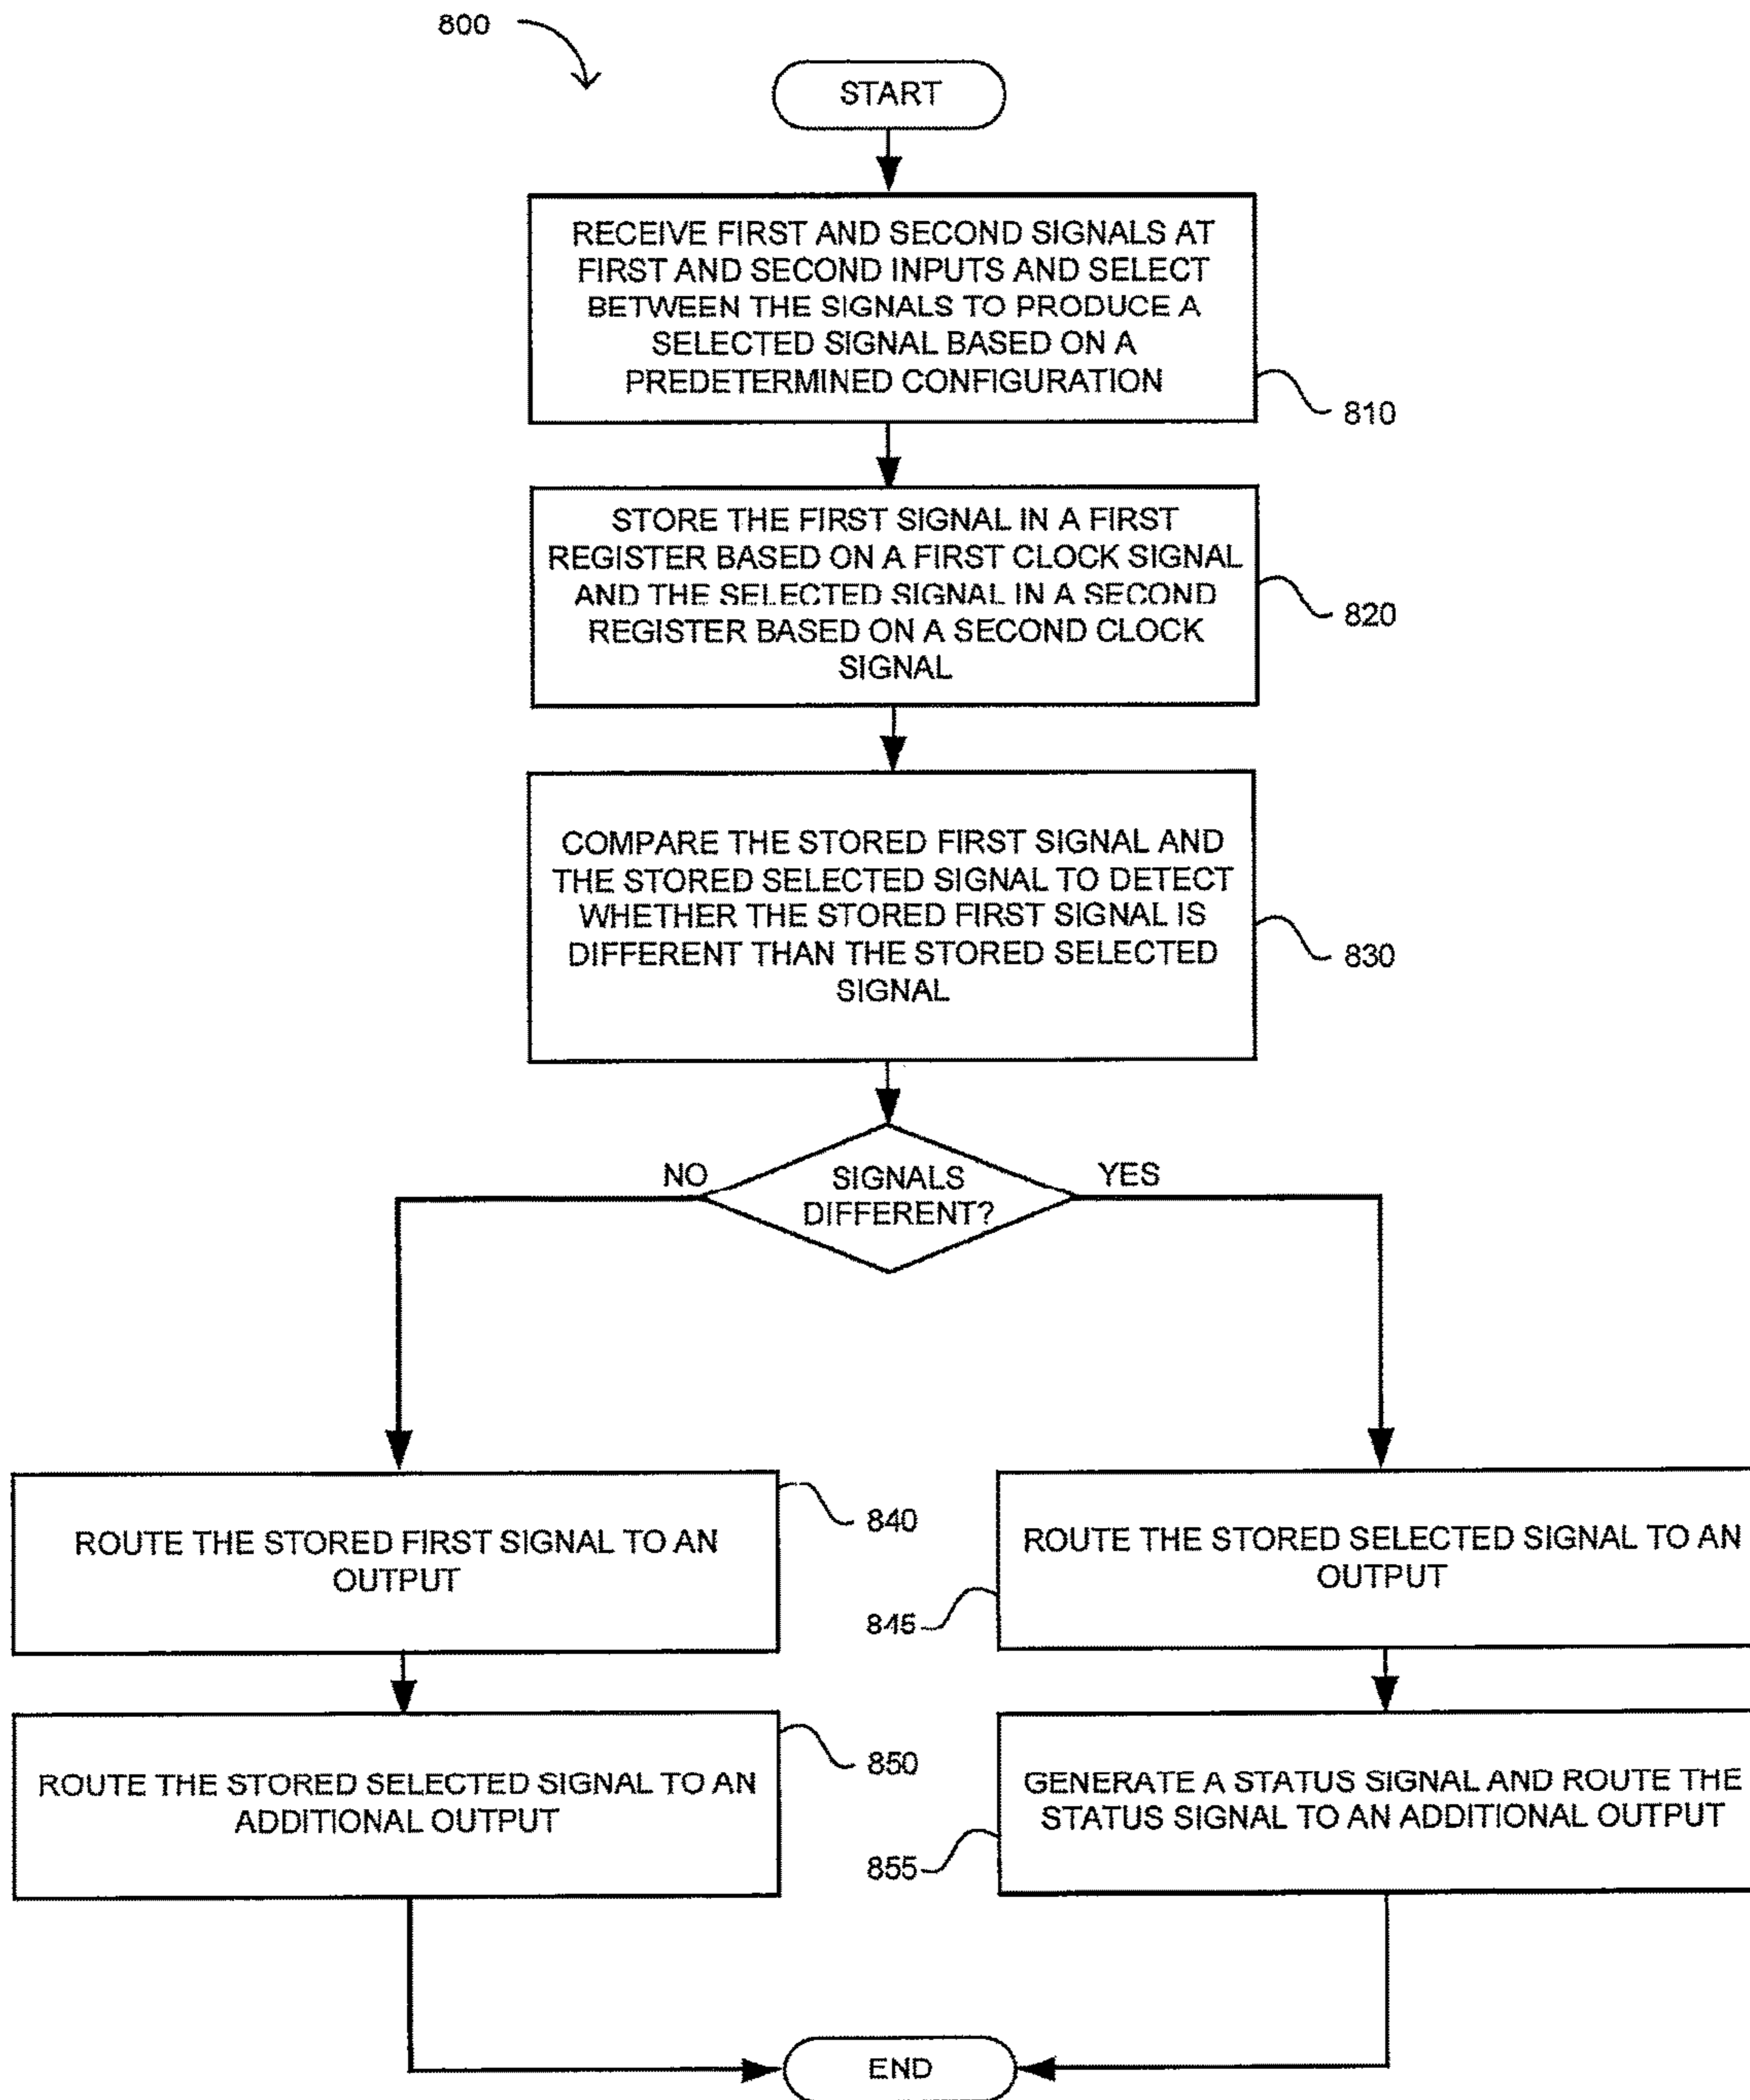 800
START
RECEIVE FIRST AND SECOND SIGNALS AT
FIRST AND SECOND INPUTS AND SELECT
BETWEEN THE SIGNALS TO PRODUCE A
SELECTED SIGNAL BASED ON A
PREDETERMINED CONFIGURATION
810
STORE THE FIRST SIGNAL IN A FIRST
REGISTER BASED ON A FIRST CLOCK SIGNAL
AND THE SELECTED SIGNAL IN A SECOND
REGISTER BASED ON A SECOND CLOCK
SIGNAL
820
COMPARE THE STORED FIRST SIGNAL AND
THE STORED SELECTED SIGNAL TO DETECT
WHETHER THE STORED FIRST SIGNAL IS
DIFFERENT THAN THE STORED SELECTED
SIGNAL
830
NO
SIGNALS
DIFFERENT?
YES
ROUTE THE STORED FIRST SIGNAL TO AN
OUTPUT
840
ROUTE THE STORED SELECTED SIGNAL TO AN
OUTPUT
845
ROUTE THE STORED SELECTED SIGNAL TO AN
ADDITIONAL OUTPUT
850
GENERATE A STATUS SIGNAL AND ROUTE THE
STATUS SIGNAL TO AN ADDITIONAL OUTPUT
855
END